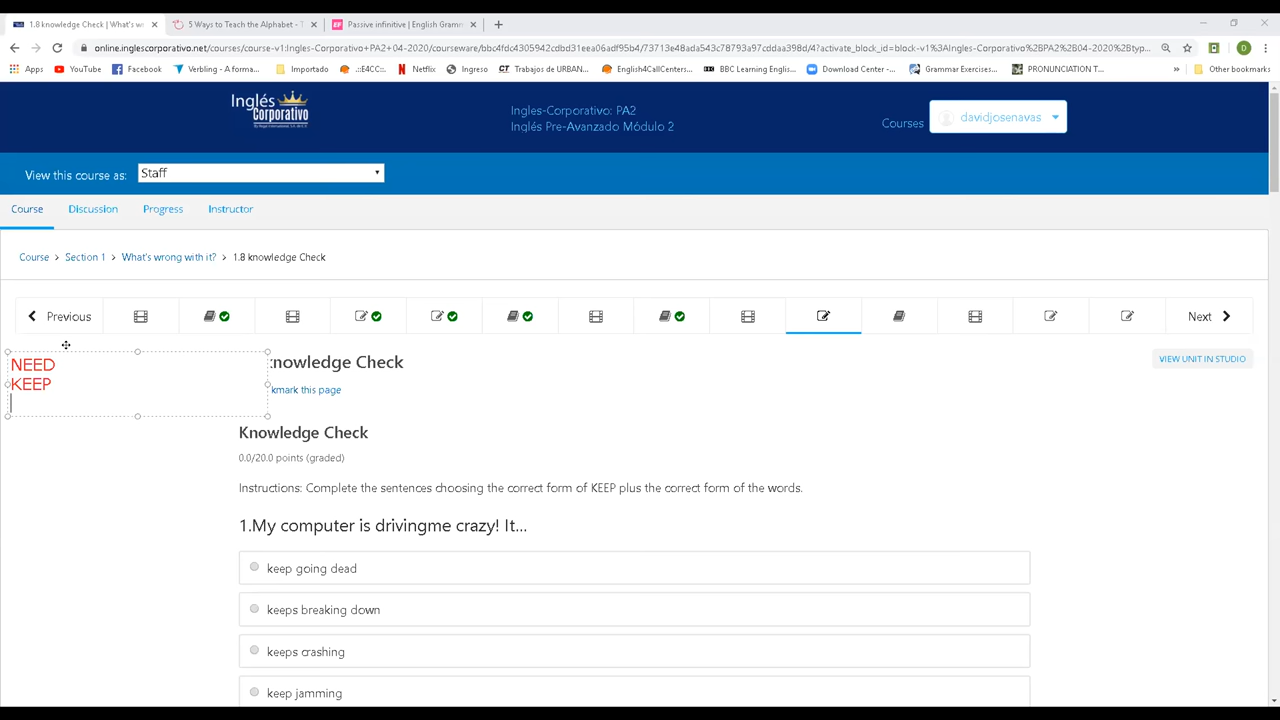 1.8 knowledge Check | What's wr
5 Ways to Teach the Alphabet - T
Passive infinitive | English Gramm
online.inglescorporativo.net/courses/course-v1:Ingles-Corporativo+PA2+04-2020/courseware/bbc4fdc4305942cdbd31eea06adf95b4/73713e48ada543c78793a97cddaa398d/4?activate_block_id=block-v1%3AIngles-Corporativo%2BPA2%2B04-2020%2Btyp...
D
Apps
YouTube
Facebook
Verbling - A forma...
Importado
.::E4CC::.
Netflix
Ingreso
CT Trabajos de URBAN...
English4CallCenters...
BBC BBC Learning Englis...
Download Center -...
Grammar Exercises...
PRONUNCIATION T...
»
Other bookmarks
Inglés
Corporativo
Ingles-Corporativo: PA2
Inglés Pre-Avanzado Módulo 2
Courses
davidjosenavas
View this course as:
Staff
Course
Discussion
Progress
Instructor
Course > Section 1 > What's wrong with it? > 1.8 knowledge Check
Previous
Next
NEED
KEEP
knowledge Check
VIEW UNIT IN STUDIO
kmark this page
Knowledge Check
0.0/20.0 points (graded)
Instructions: Complete the sentences choosing the correct form of KEEP plus the correct form of the words.
1.My computer is drivingme crazy! It...
keep going dead
keeps breaking down
keeps crashing
keep jamming